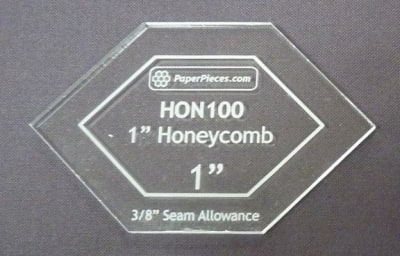 PaperPieces.com
HON100
1” Honeycomb
1”
3/8” Seam Allowance